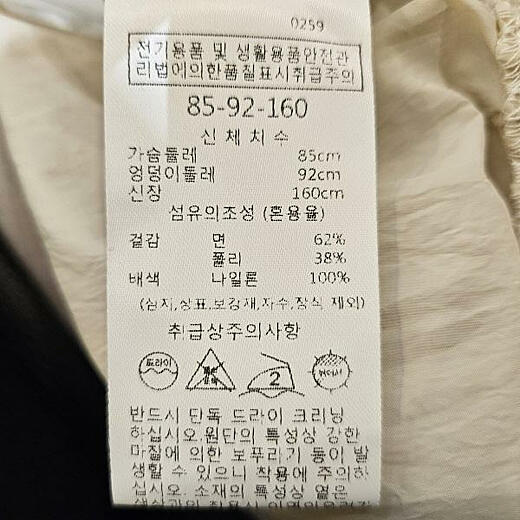 0259
전기용품 및 생활용품안전관
리법에의한품질표시취급주의
85-92-160
신 체 치 수
가슴둘레 85cm
엉덩이둘레 92cm
신장 160cm
섬유의조성 (혼용율)
겉감 면 62%
폴리 38%
배색 나일론 100%
(심지,상표,보강재,자수,장식 제외)
취급상주의사항
드라이 2
반드시 단독 드라이 크리닝
하십시오.원단의 특성상 강한
마찰에 의한 보푸라기 등이 발
생할 수 있으니 착용에 주의하
십시오. 소재의 특성상 옅은